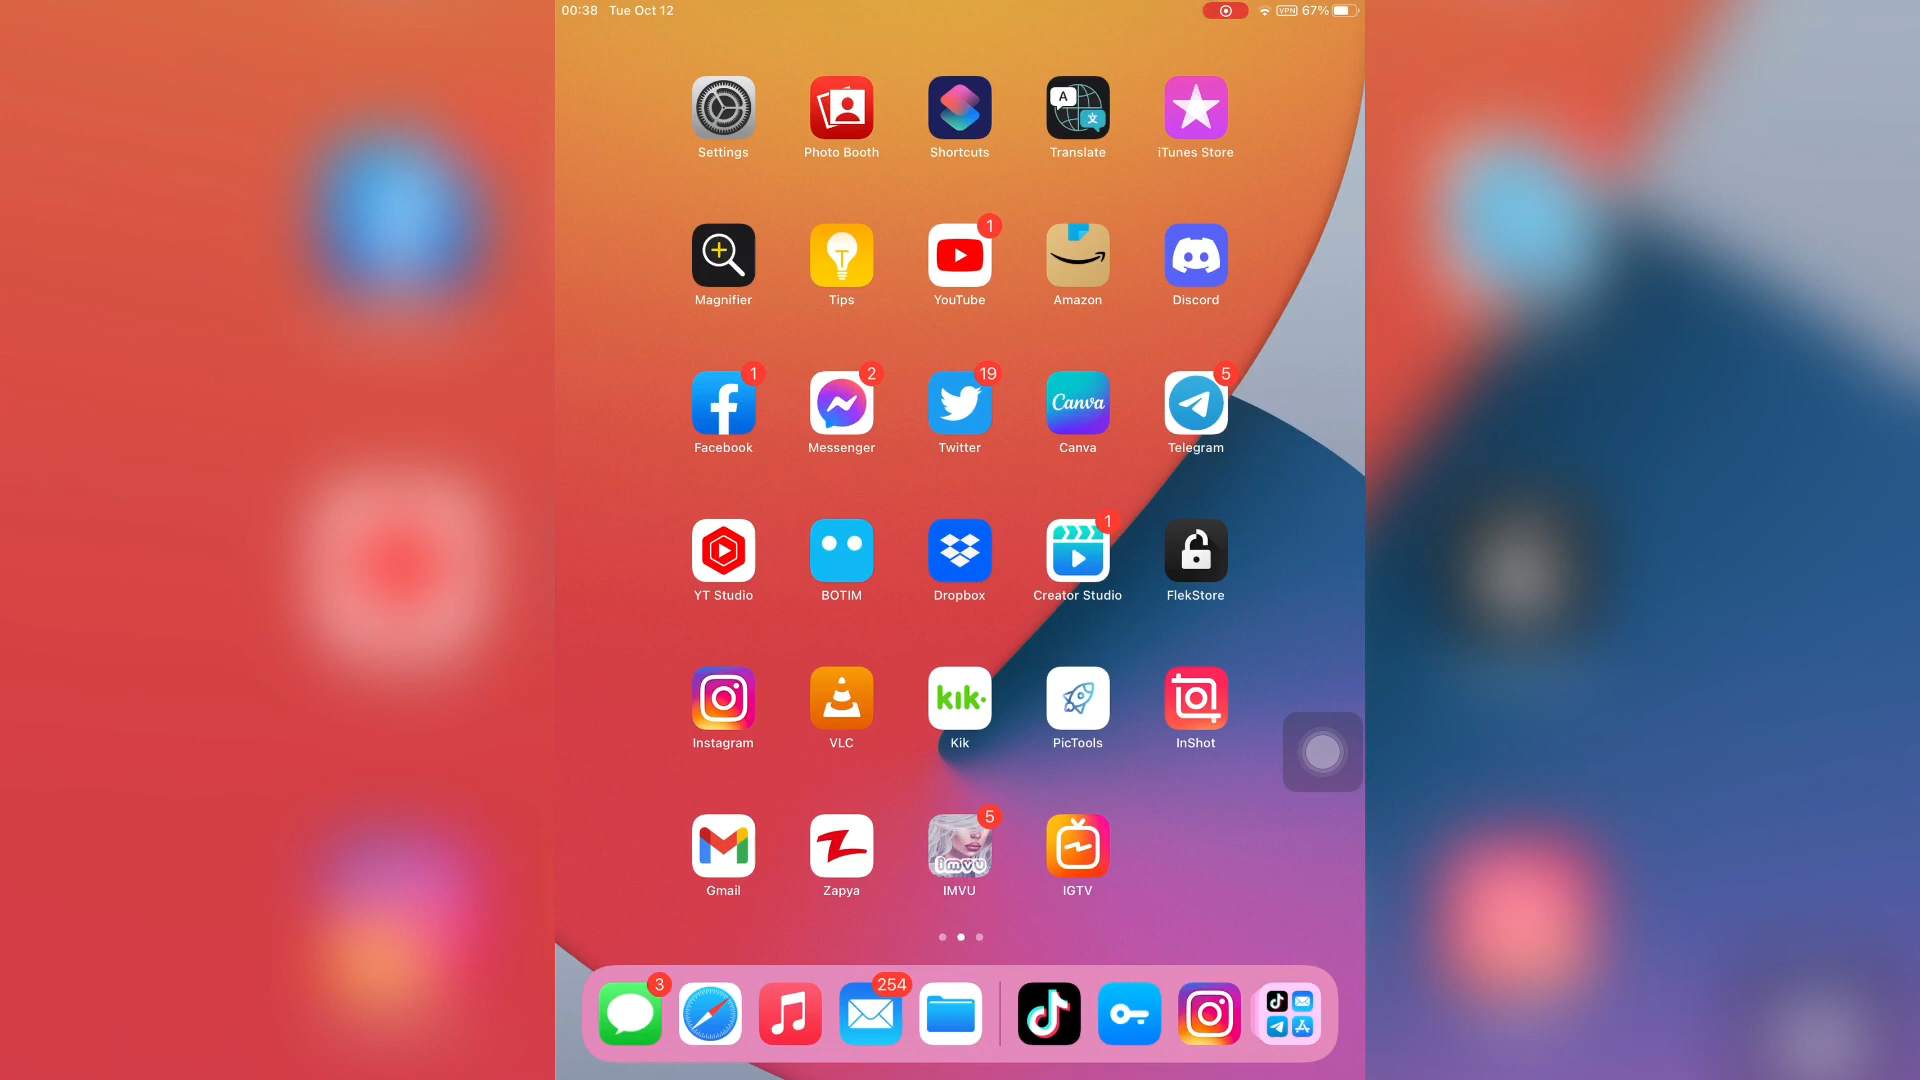 00:38 Tue Oct 12
VPN 67%
A
文
Settings Photo Booth Shortcuts Translate iTunes Store
1
T
Magnifier Tips YouTube Amazon Discord
1 2 19 5
Canva
Facebook Messenger Twitter Canva Telegram
1
YT Studio BOTIM Dropbox Creator Studio FlekStore
kik.
Instagram VLC Kik PicTools InShot
5
imvu
Gmail Zapya IMVU IGTV
3 254